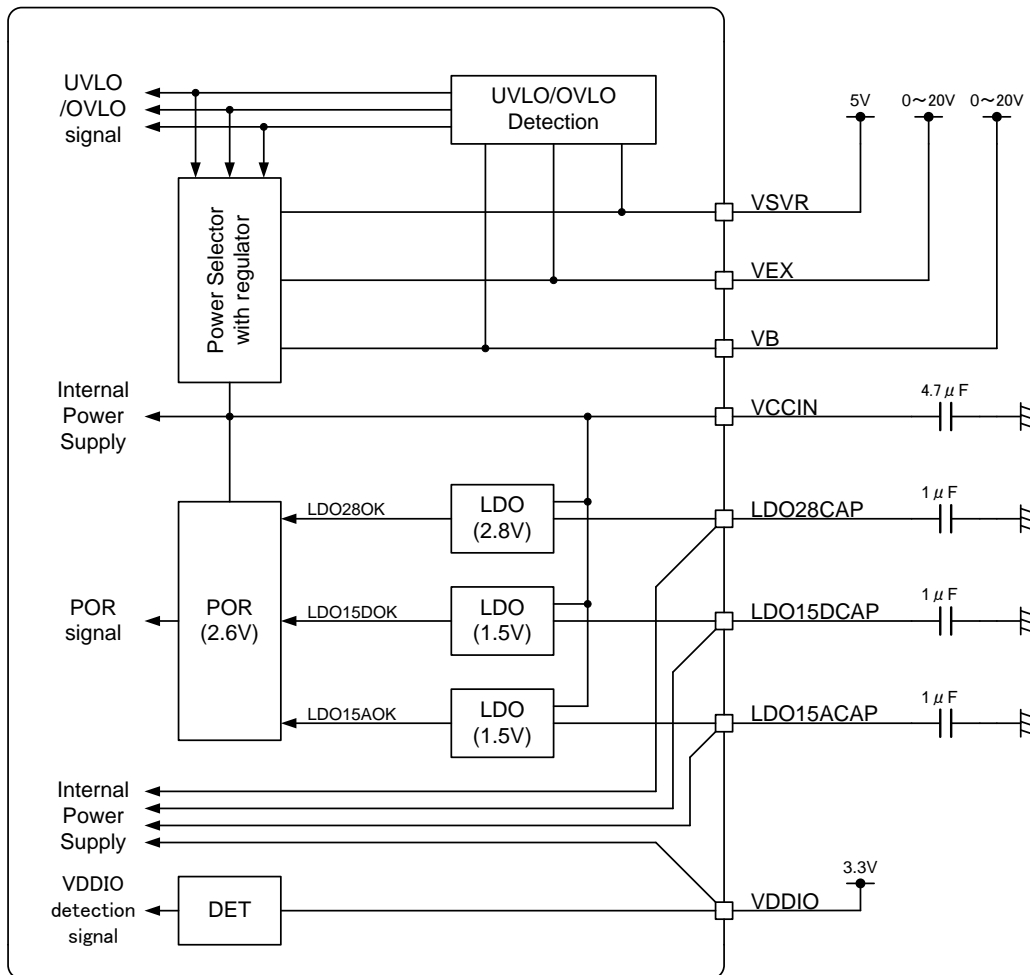 UVLO
/OVLO
signal
UVLO/OVLO
Detection
5V
0～20V
0～20V
Power Selector
with regulator
VSVR
VEX
VB
Internal
Power
Supply
VCCIN
4.7μF
LDO28OK
LDO
(2.8V)
LDO28CAP
1μF
POR
signal
POR
(2.6V)
LDO15DOK
LDO
(1.5V)
LDO15DCAP
1μF
LDO15AOK
LDO
(1.5V)
LDO15ACAP
1μF
Internal
Power
Supply
VDDIO
detection
signal
DET
VDDIO
3.3V